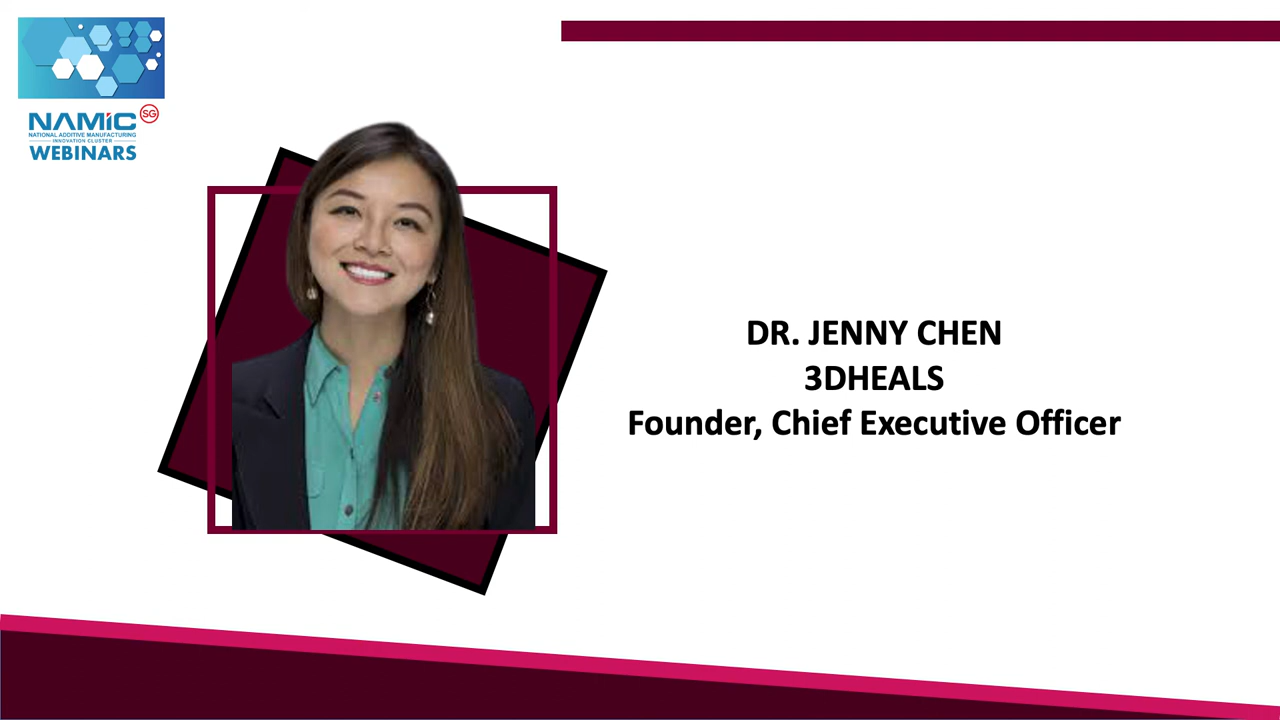 NAMIC SG
NATIONAL ADDITIVE MANUFACTURING
INNOVATION CLUSTER
WEBINARS
DR. JENNY CHEN
3DHEALS
Founder, Chief Executive Officer